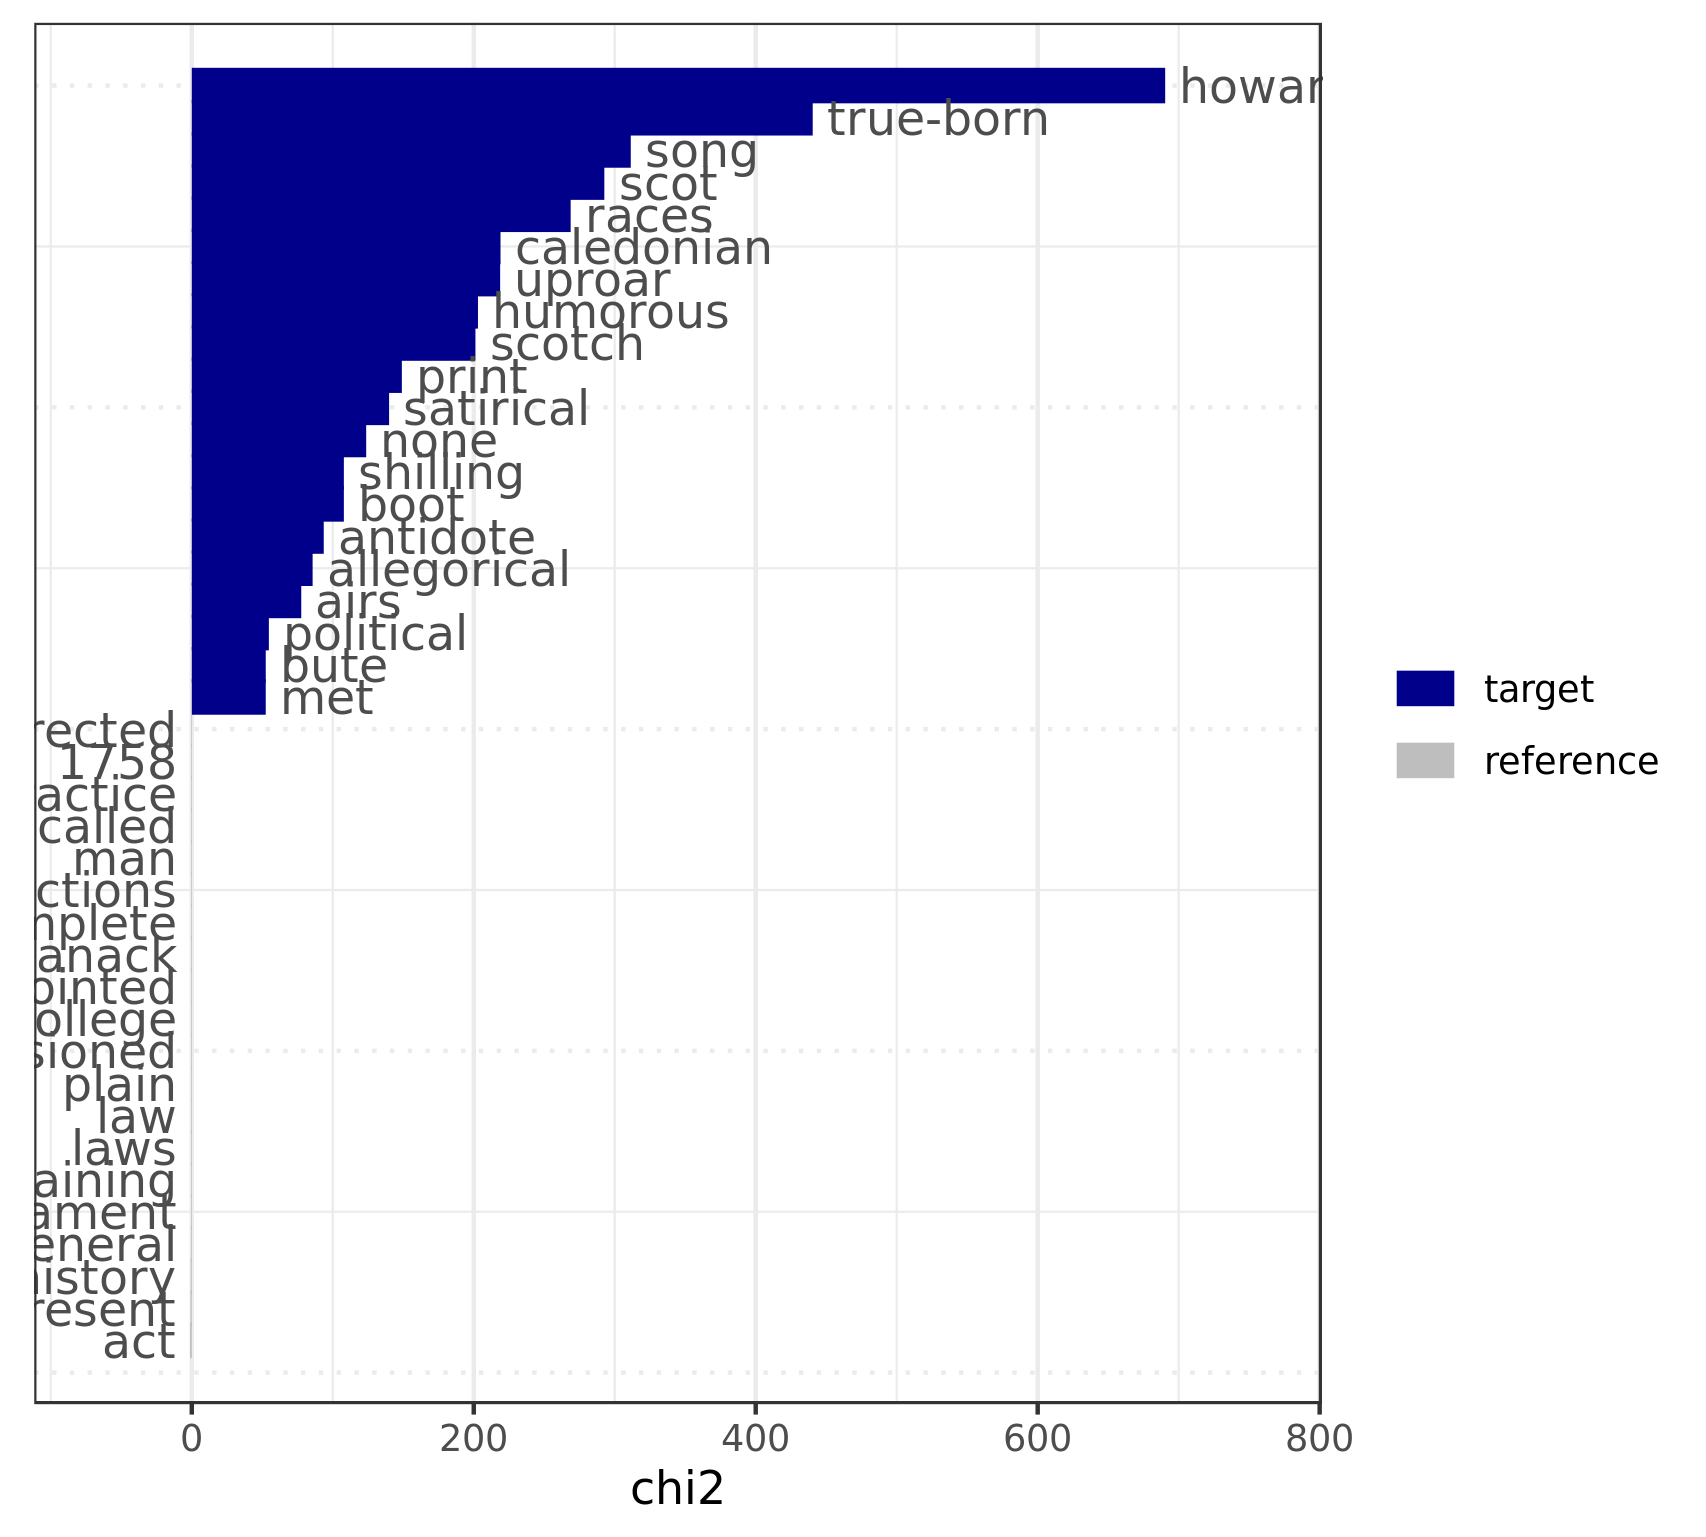 howar
true-born
song
scot
races
caledonian
uproar
humorous
scotch
print
satirical
none
shilling
boot
antidote
allegorical
airs
political
bute
met
rected
1758
actice
called
man
ctions
nplete
anack
ointed
ollege
sioned
plain
law
laws
aining
ament
eneral
history
resent
act
target
reference
0 200 400 600 800
chi2